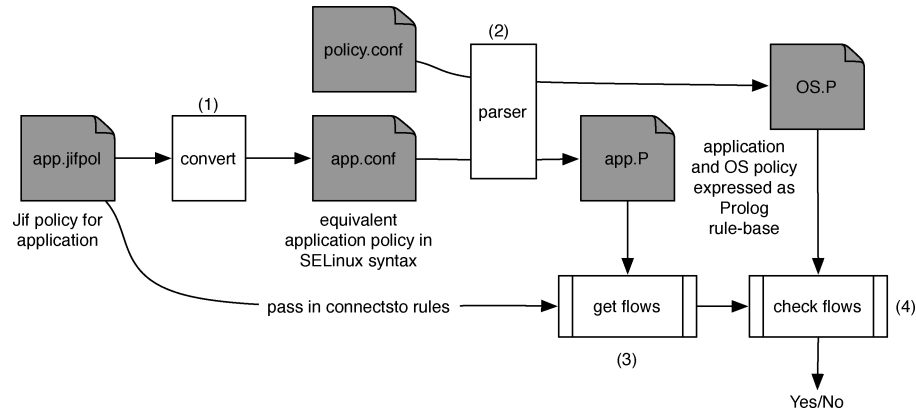 policy.conf
(2)
parser
OS.P
(1)
app.jifpol
convert
app.conf
app.P
application
and OS policy
expressed as
Prolog
rule-base
Jif policy for
application
equivalent
application policy in
SELinux syntax
pass in connectsto rules
get flows
check flows
(4)
(3)
Yes/No